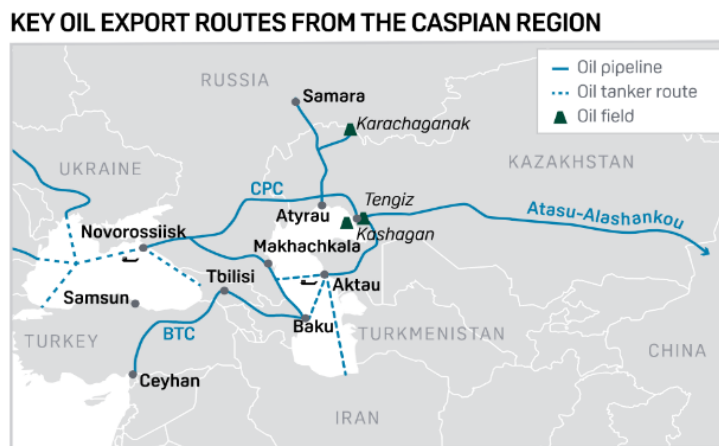 KEY OIL EXPORT ROUTES FROM THE CASPIAN REGION
Oil pipeline
Oil tanker route
Oil field
RUSSIA
Samara
Karachaganak
UKRAINE
KAZAKHSTAN
CPC
Tengiz
Atyrau
Atasu-Alashankou
Kashagan
Novorossiisk
Makhachkala
Tbilisi
Aktau
Samsun
Baku
TURKMENISTAN
TURKEY
BTC
CHINA
Ceyhan
IRAN